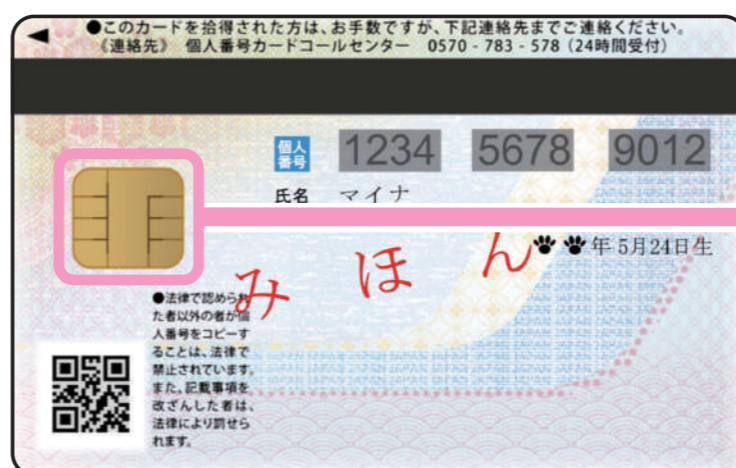 ●このカードを拾得された方は、お手数ですが、下記連絡先までご連絡ください。
《連絡先》 個人番号カードコールセンター 0570-783-578(24時間受付)
個人番号 1234 5678 9012
氏名 マイナ
年 5月24日生
みほん
●法律で認められ
た者以外の者が個
人番号をコピーす
ることは、法律で
禁止されています。
また、記載事項を
改ざんした者は、
法律により罰せら
れます。